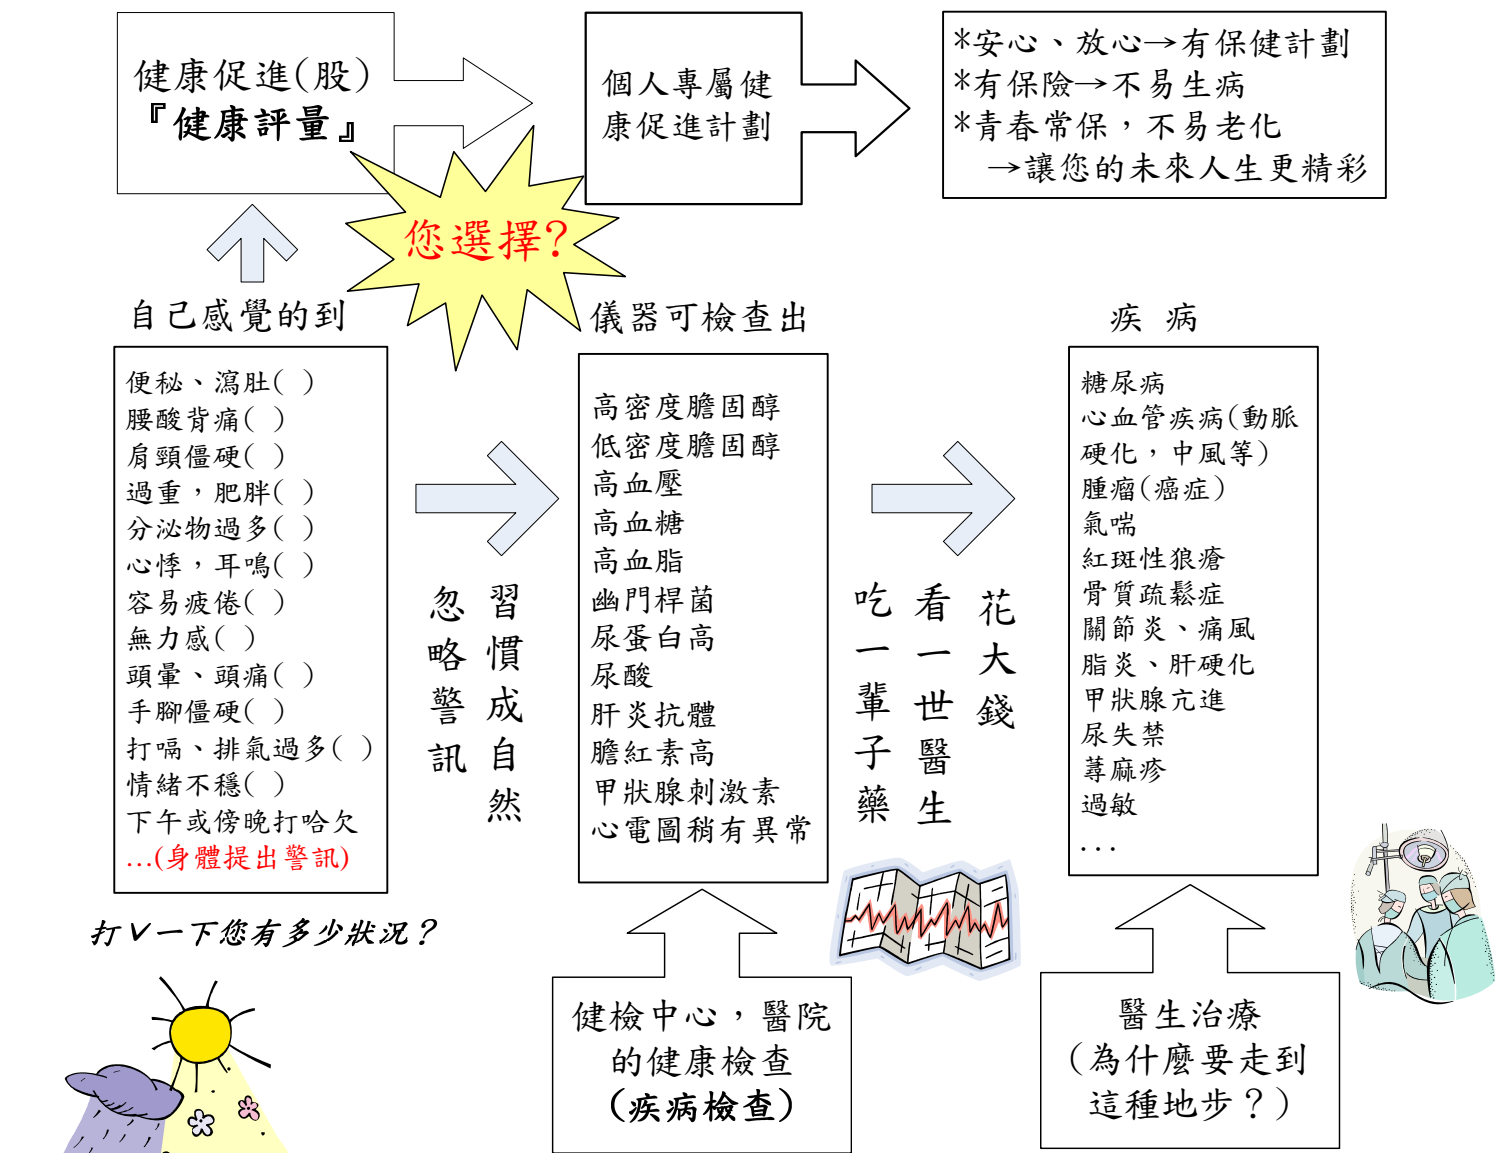 健康促進(股)
『健康評量』
個人專屬健
康促進計劃
*安心、放心→有保健計劃
*有保險→不易生病
*青春常保，不易老化
→讓您的未來人生更精彩
您選擇?
自己感覺的到
便秘、瀉肚( )
腰酸背痛( )
肩頸僵硬( )
過重，肥胖( )
分泌物過多( )
心悸，耳鳴( )
容易疲倦( )
無力感( )
頭暈、頭痛( )
手腳僵硬( )
打嗝、排氣過多( )
情緒不穩( )
下午或傍晚打哈欠
…(身體提出警訊)
打∨一下您有多少狀況？
忽略警訊
習慣成自然
儀器可檢查出
高密度膽固醇
低密度膽固醇
高血壓
高血糖
高血脂
幽門桿菌
尿蛋白高
尿酸
肝炎抗體
膽紅素高
甲狀腺刺激素
心電圖稍有異常
健檢中心，醫院
的健康檢查
(疾病檢查)
吃一輩子藥
看一世醫生
花大錢
疾 病
糖尿病
心血管疾病(動脈
硬化，中風等)
腫瘤(癌症)
氣喘
紅斑性狼瘡
骨質疏鬆症
關節炎、痛風
脂炎、肝硬化
甲狀腺亢進
尿失禁
蕁麻疹
過敏
...
醫生治療
(為什麼要走到
這種地步？)